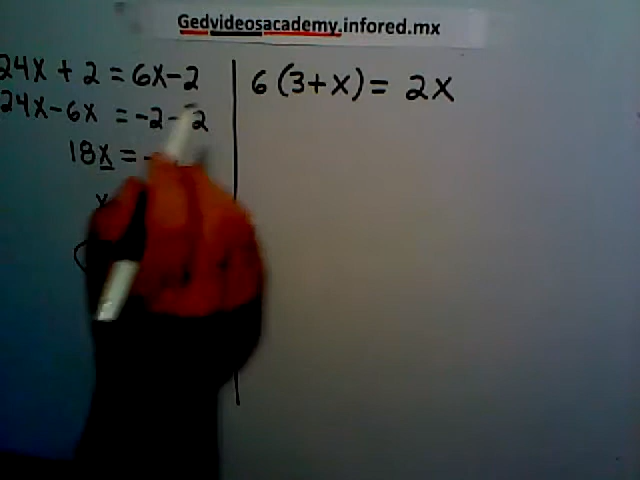 Gedvideosacademy.infored.mx
24x + 2 = 6x - 2
24x - 6x = -2 - 2
18x = -
x
6 (3 + x) = 2x